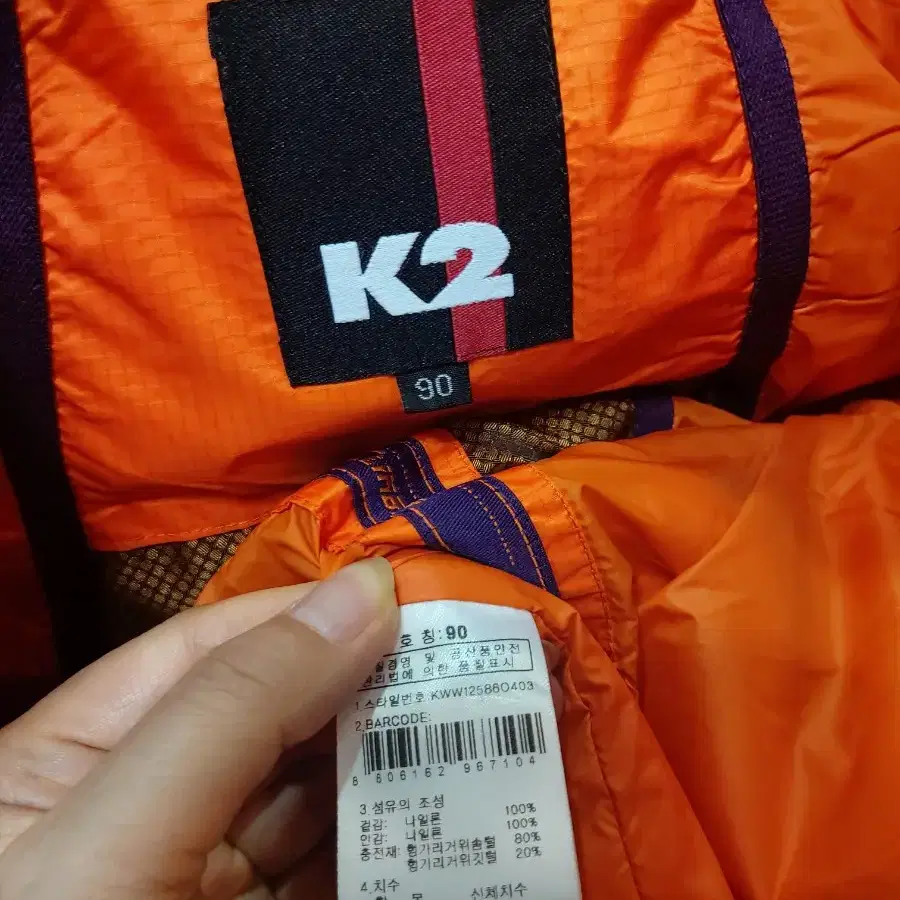 K2
90
호 칭:90
품질경영 및 공산품안전
관리법에 의한 품질표시
1.스타일번호:KWW12586O403
2.BARCODE:
8 806162 967104
3.섬유의 조성
겉감: 나일론 100%
안감: 나일론 100%
충전재: 헝가리거위솜털 80%
헝가리거위깃털 20%
4.치수
신체치수